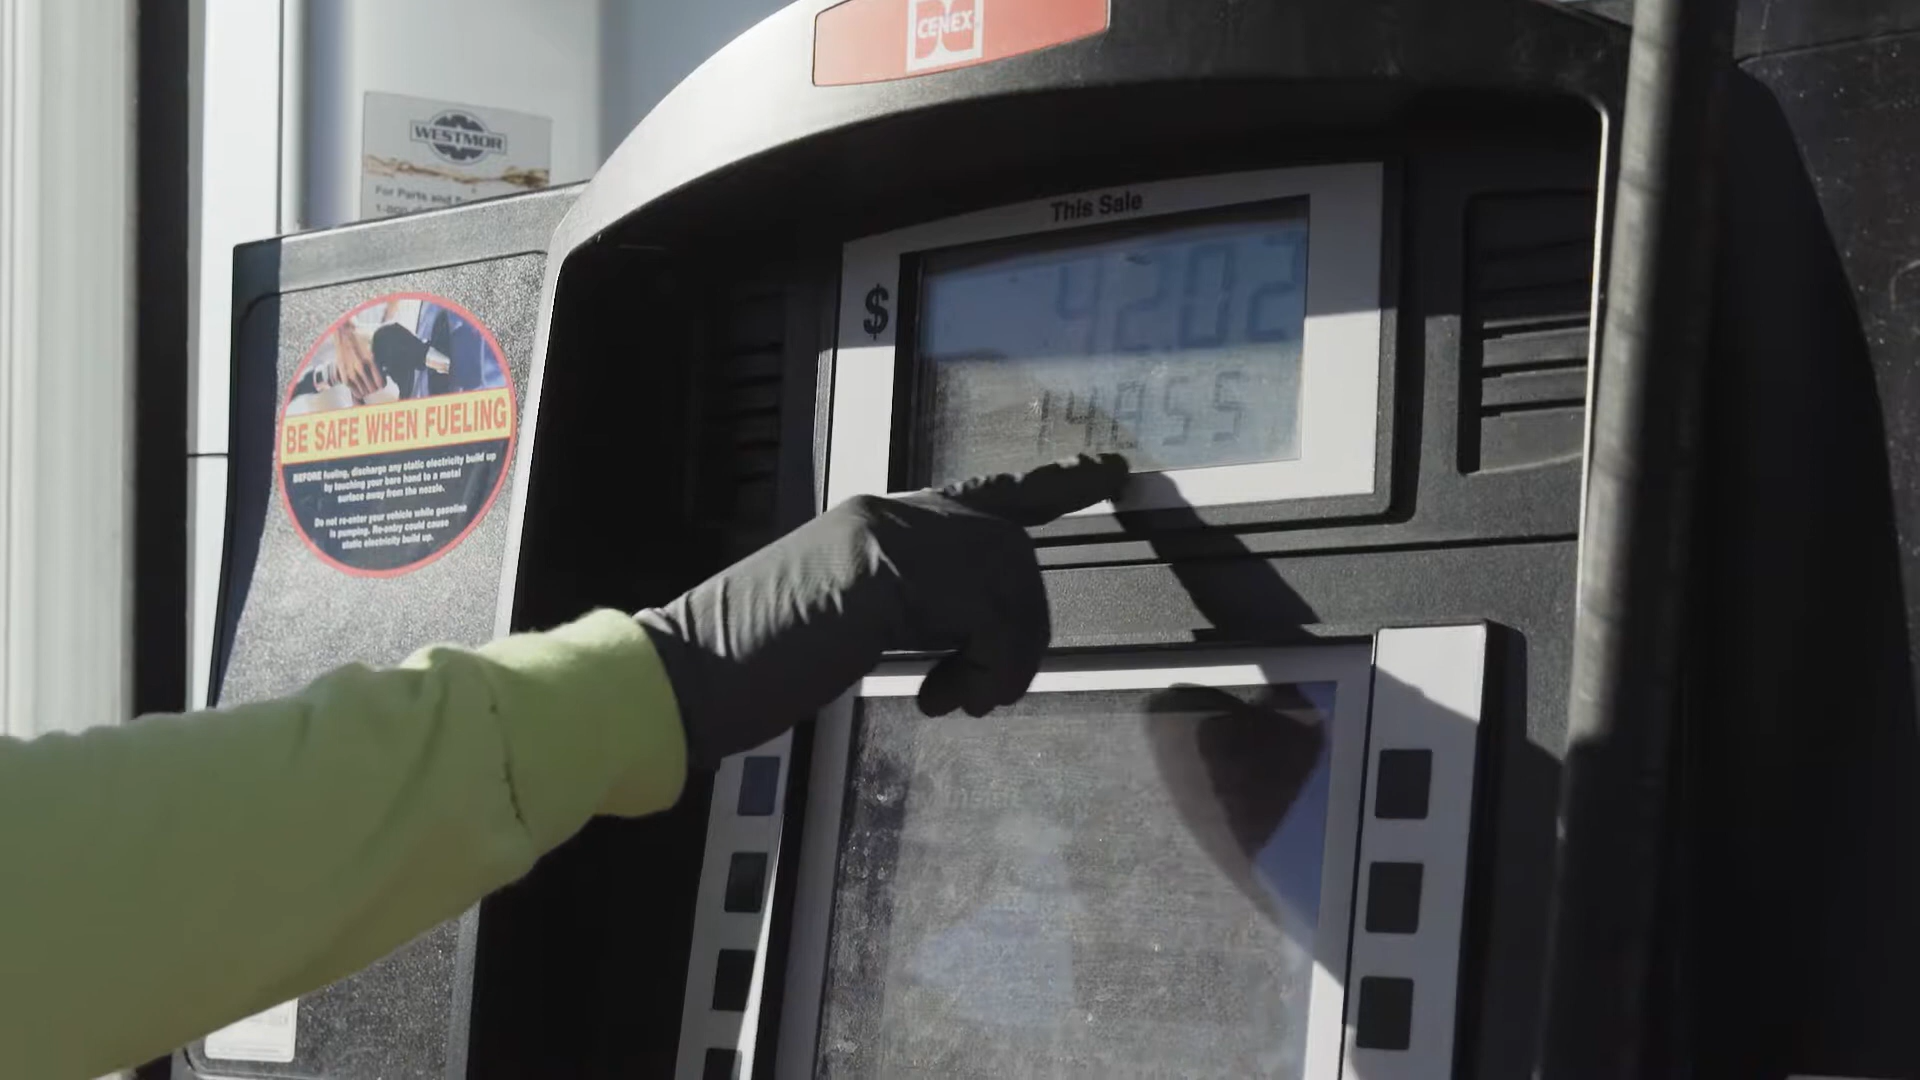 CENEX
WESTMOR
For Parts and
This Sale
$
42.02
14.855
BE SAFE WHEN FUELING
BEFORE fueling, discharge any static electricity build up
by touching your bare hand to a metal
surface away from the nozzle.
Do not re-enter your vehicle while gasoline
is pumping. Re-entry could cause
static electricity build up.